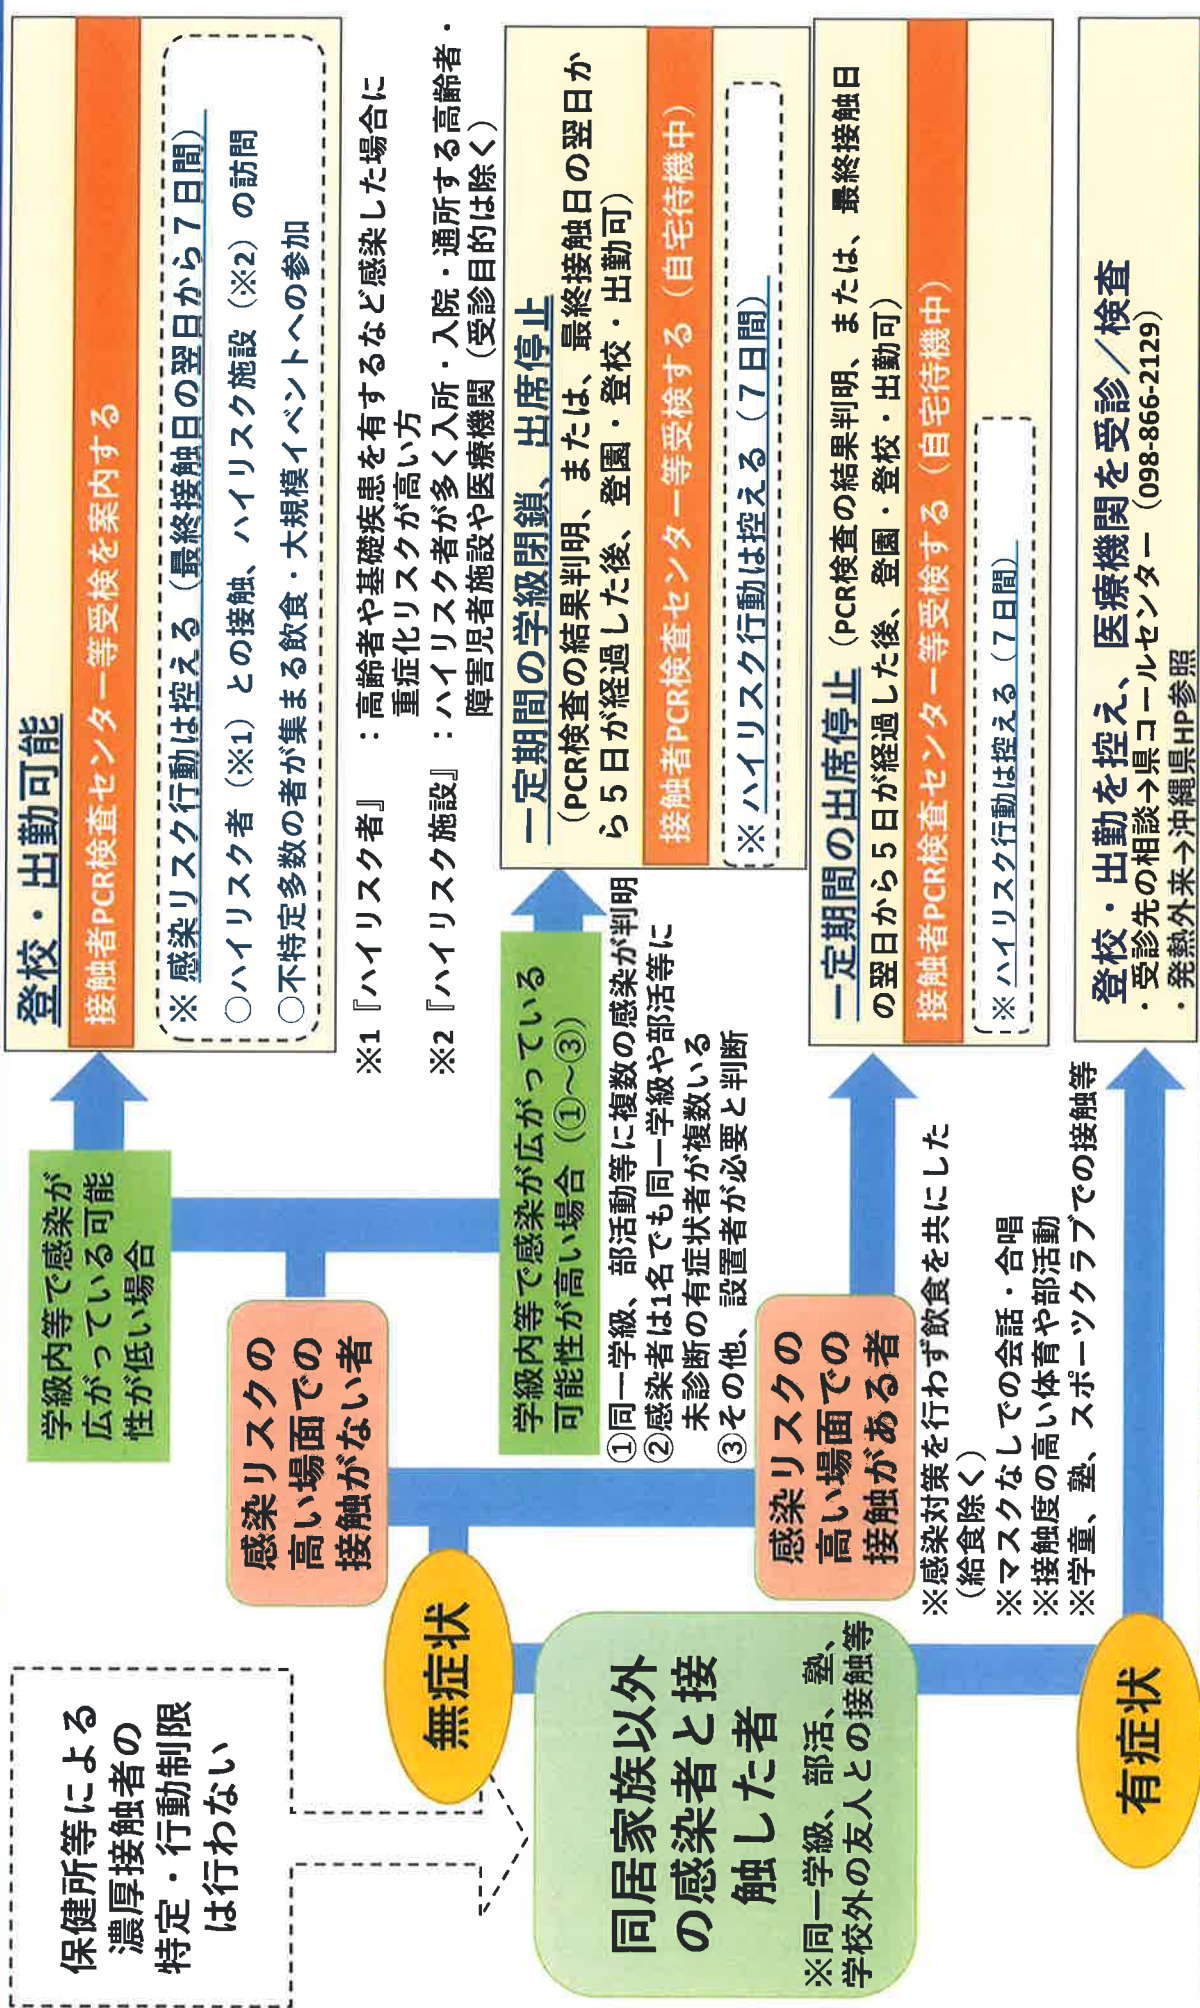 保健所等による
濃厚接触者の
特定・行動制限
は行わない
同居家族以外
の感染者と接
触した者
※同一学級、部活、塾、
学校外の友人との接触等
無症状
有症状
感染リスクの
高い場面での
接触がない者
感染リスクの
高い場面での
接触がある者
※感染対策を行わず飲食を共にした
(給食除く)
※マスクなしでの会話・合唱
※接触度の高い体育や部活動
※学童、塾、スポーツクラブでの接触等
学級内等で感染が
広がっている可能
性が低い場合
学級内等で感染が広がっている
可能性が高い場合(①~③)
①同一学級、部活動等に複数の感染が判明
②感染者は1名でも同一学級や部活等に
未診断の有症状者が複数いる
③その他、設置者が必要と判断
登校・出勤可能
接触者PCR検査センター等受検を案内する
※感染リスク行動は控える(最終接触日の翌日から7日間)
○ハイリスク者(※1)との接触、ハイリスク施設(※2)の訪問
○不特定多数の者が集まる飲食・大規模イベントへの参加
※1『ハイリスク者』:高齢者や基礎疾患を有するなど感染した場合に
重症化リスクが高い方
※2『ハイリスク施設』:ハイリスク者が多く入所・入院・通所する高齢者・
障害児者施設や医療機関(受診目的は除く)
一定期間の学級閉鎖、出席停止
(PCR検査の結果判明、または、最終接触日の翌日か
ら5日が経過した後、登園・登校・出勤可)
接触者PCR検査センター等受検する(自宅待機中)
※ハイリスク行動は控える(7日間)
一定期間の出席停止(PCR検査の結果判明、または、最終接触日
の翌日から5日が経過した後、登園・登校・出勤可)
接触者PCR検査センター等受検する(自宅待機中)
※ハイリスク行動は控える(7日間)
登校・出勤を控え、医療機関を受診/検査
・受診先の相談→県コールセンター(098-866-2129)
・発熱外来→沖縄県HP参照